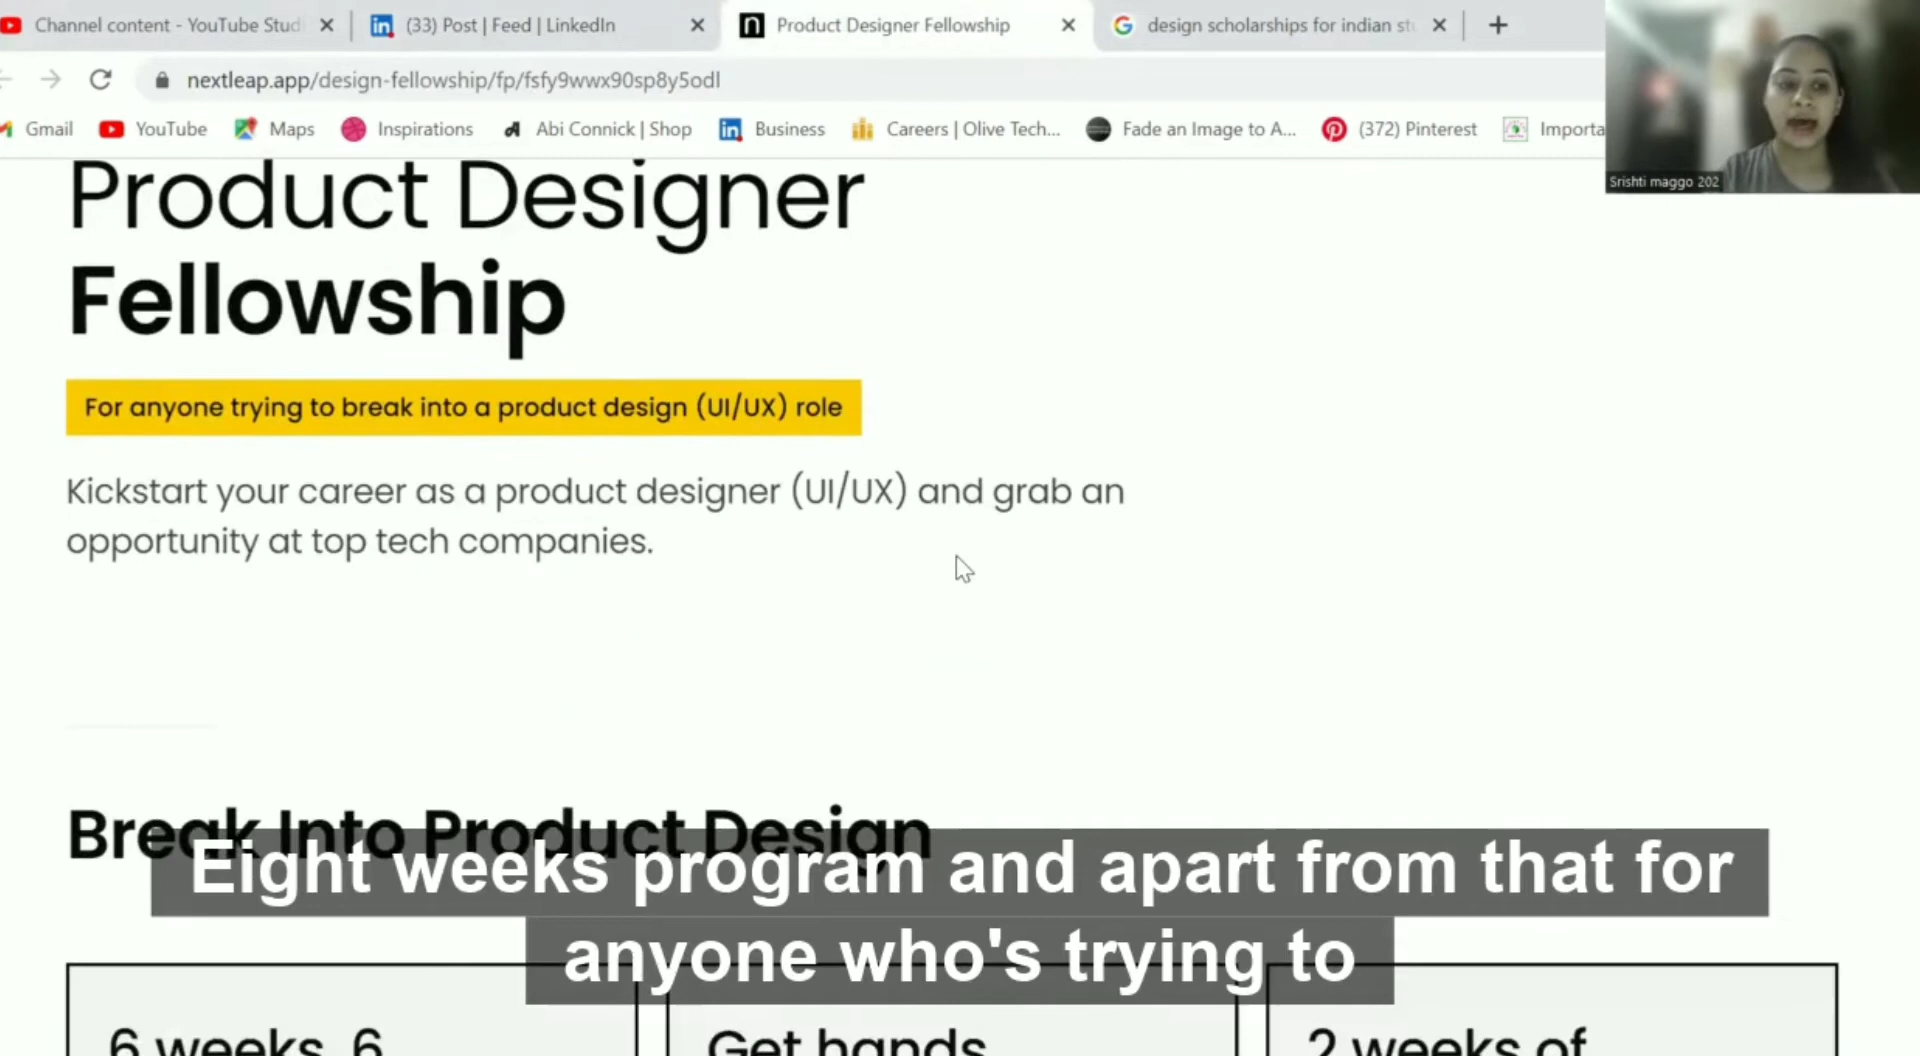 Channel content - YouTube Stud
(33) Post | Feed | LinkedIn
Product Designer Fellowship
design scholarships for indian st
nextleap.app/design-fellowship/fp/fsfy9wwx90sp8y5odl
Gmail
YouTube
Maps
Inspirations
Abi Connick | Shop
Business
Careers | Olive Tech...
Fade an Image to A...
(372) Pinterest
Importa
Srishti maggo 202
Product Designer
Fellowship
For anyone trying to break into a product design (UI/UX) role
Kickstart your career as a product designer (UI/UX) and grab an
opportunity at top tech companies.
Break Into Product Design
Eight weeks program and apart from that for
anyone who's trying to
6 weeks, 6
Get hands
2 weeks of